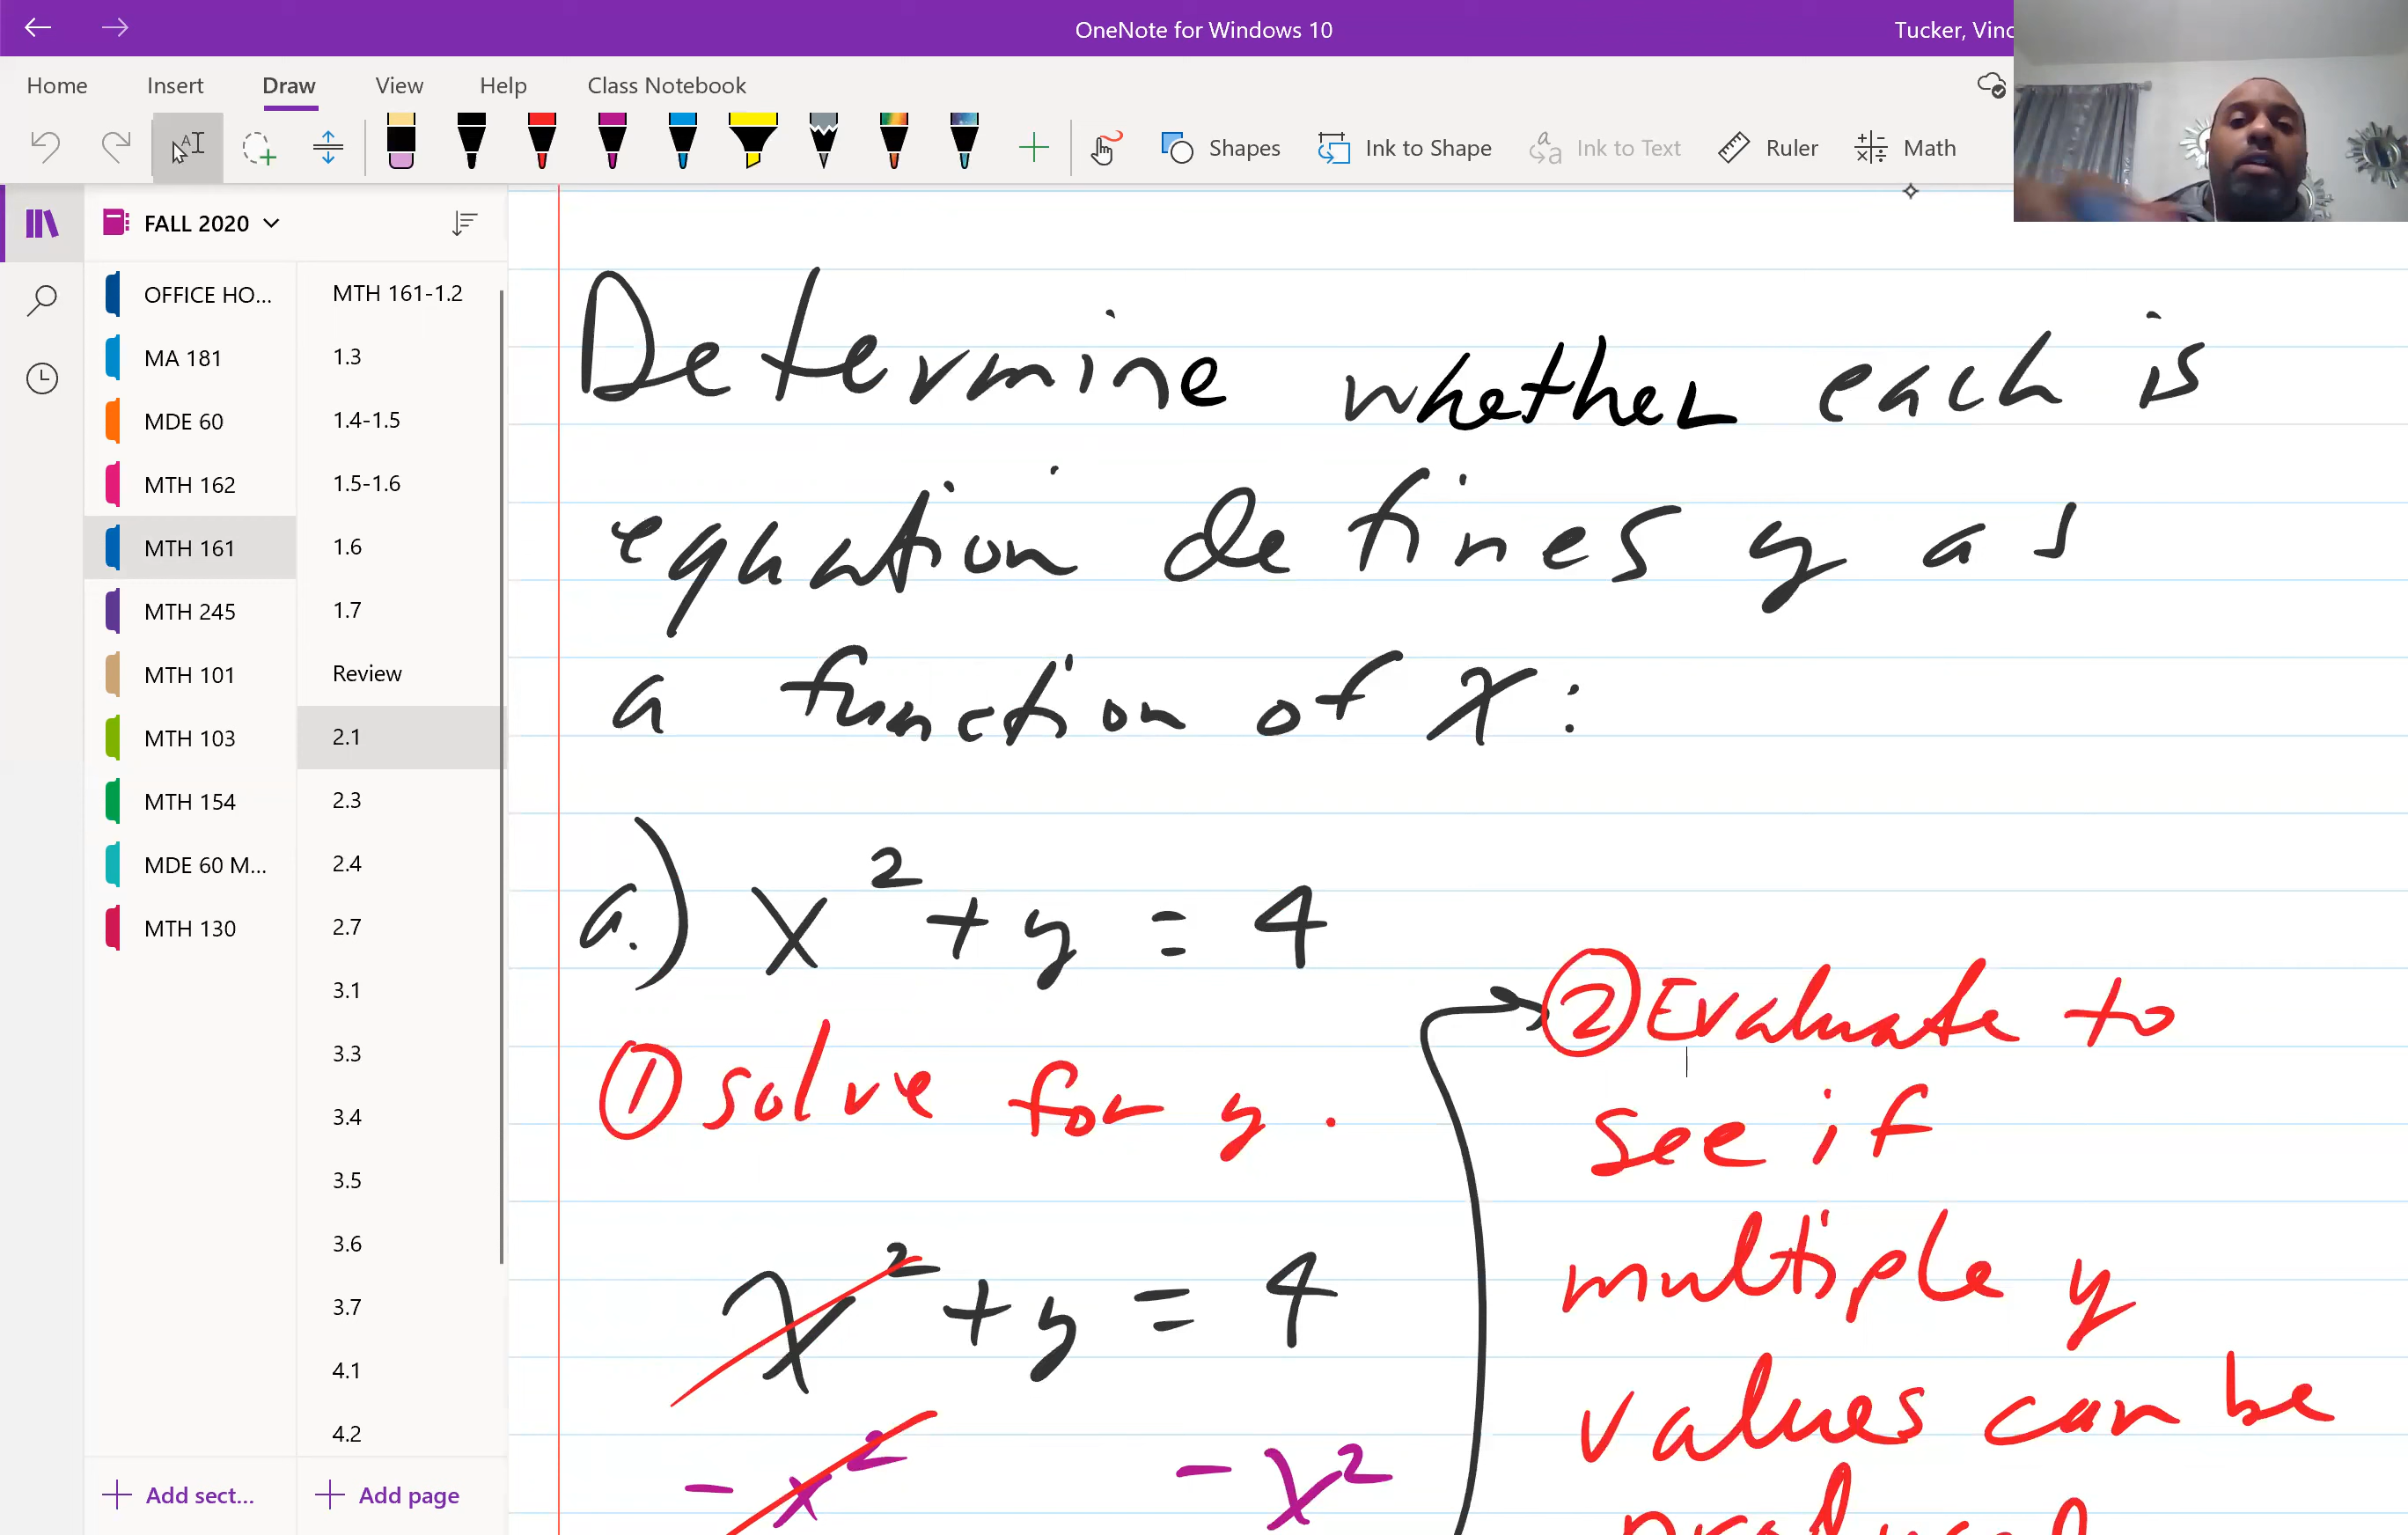 OneNote for Windows 10
Tucker, Vinc
Home Insert Draw View Help Class Notebook
Shapes Ink to Shape Ink to Text Ruler Math
FALL 2020
OFFICE HO...
MA 181
MDE 60
MTH 162
MTH 161
MTH 245
MTH 101
MTH 103
MTH 154
MDE 60 M...
MTH 130
Add sect...
MTH 161-1.2
1.3
1.4-1.5
1.5-1.6
1.6
1.7
Review
2.1
2.3
2.4
2.7
3.1
3.3
3.4
3.5
3.6
3.7
4.1
4.2
Add page
Determine whether each is
equation defines y as
a function of x:
a.) x² + y = 4
① solve for y.
x² + y = 4
- x² - x²
② Evaluate to
see if
multiple y
values can be
produced